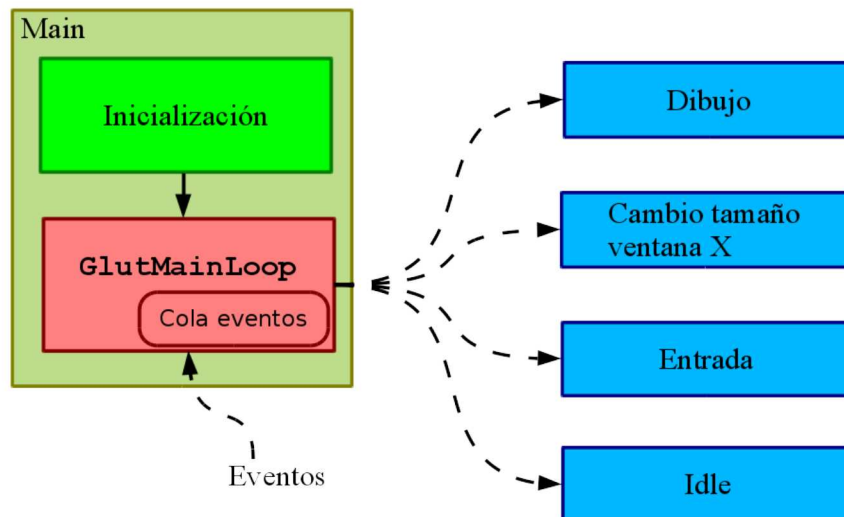 Main
Inicialización
GlutMainLoop
Cola eventos
Eventos
Dibujo
Cambio tamaño
ventana X
Entrada
Idle